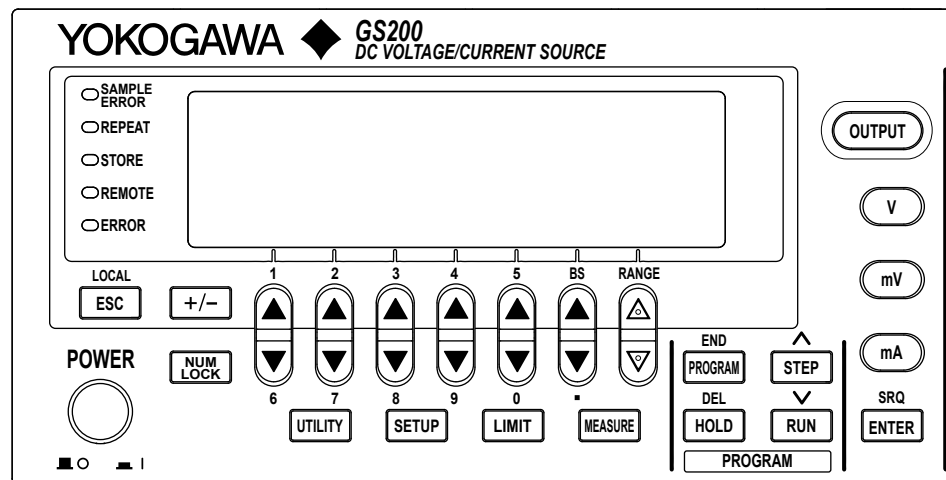 YOKOGAWA ◆ GS200
DC VOLTAGE/CURRENT SOURCE
SAMPLE
ERROR
REPEAT
STORE
REMOTE
ERROR
OUTPUT
V
mV
mA
LOCAL
ESC
+/−
1 2 3 4 5 BS RANGE
POWER
NUM
LOCK
6 7 8 9 0 .
UTILITY SETUP LIMIT MEASURE
END
PROGRAM STEP
DEL
HOLD RUN
PROGRAM
SRQ
ENTER